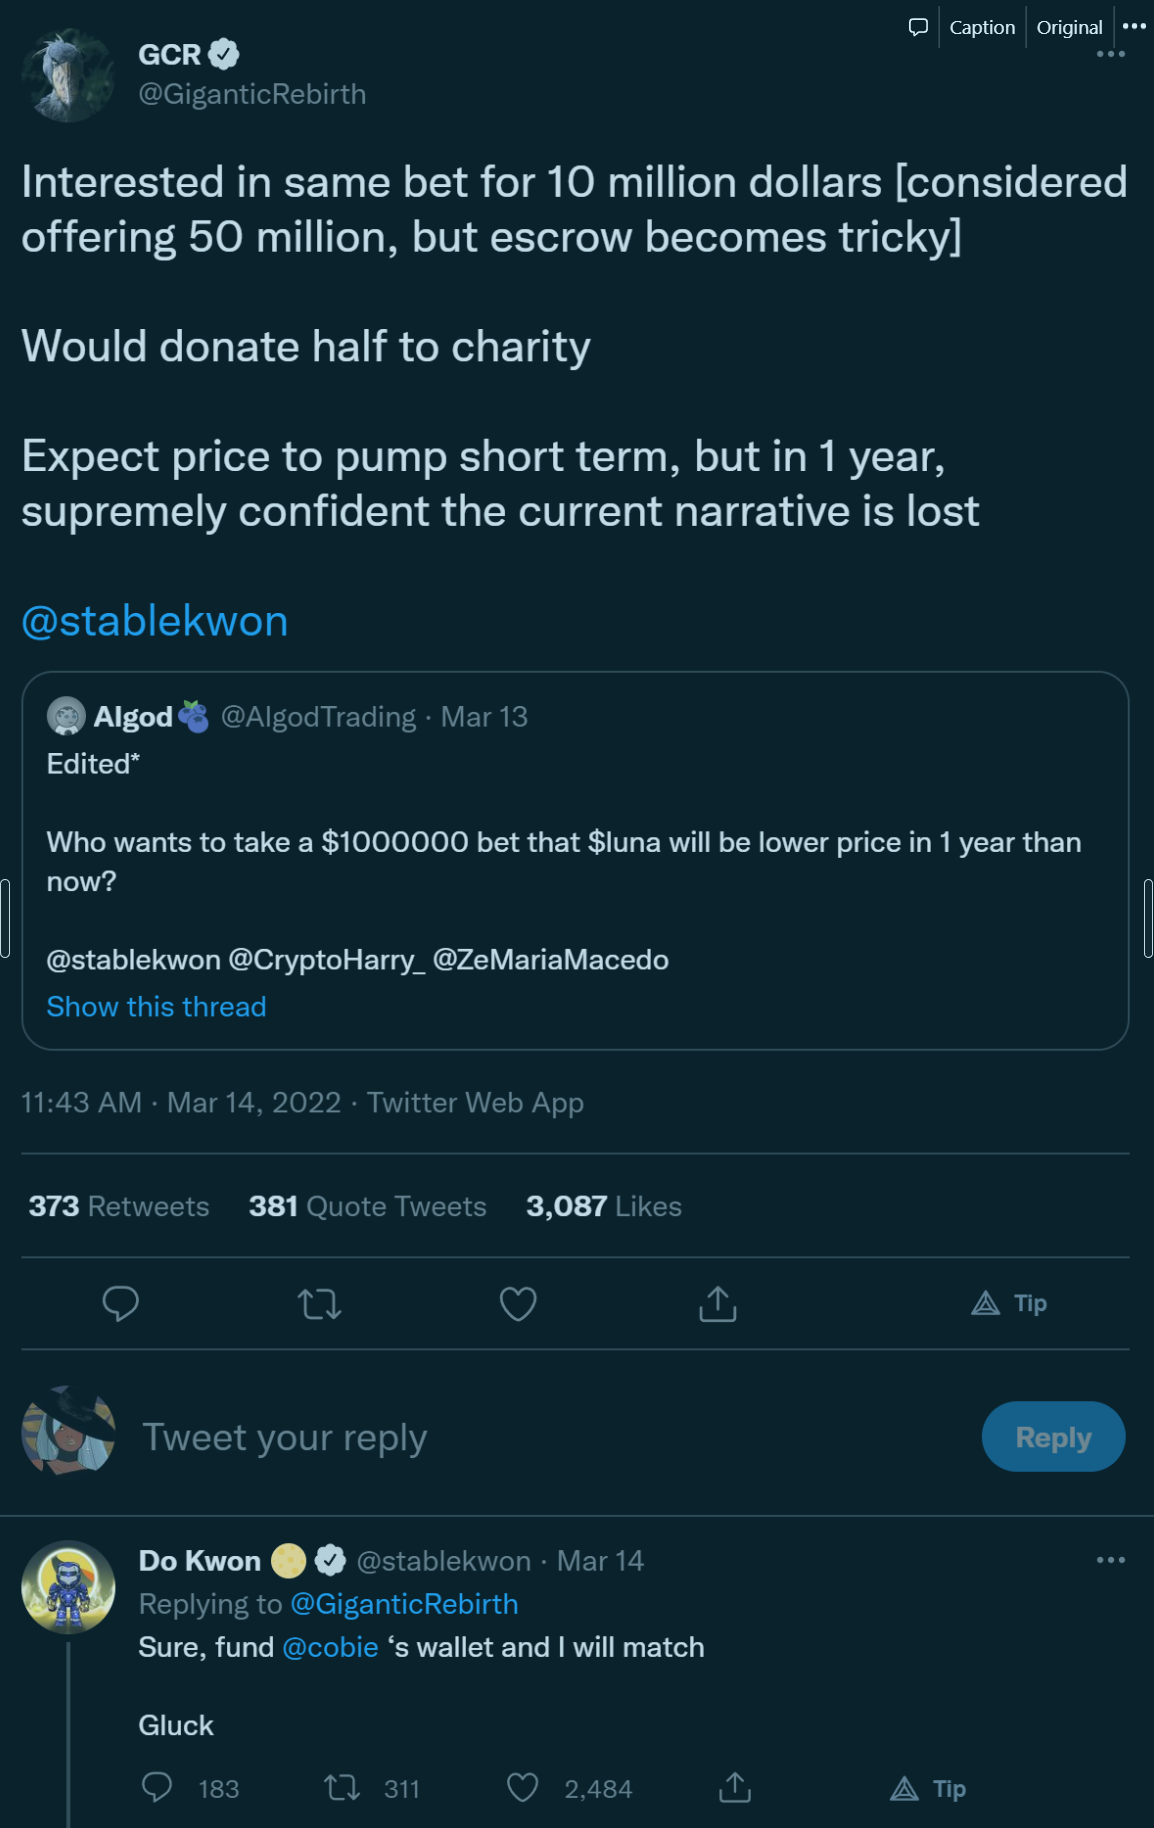 Caption
Original
GCR
@GiganticRebirth
Interested in same bet for 10 million dollars [considered
offering 50 million, but escrow becomes tricky]
Would donate half to charity
Expect price to pump short term, but in 1 year,
supremely confident the current narrative is lost
@stablekwon
Algod @AlgodTrading · Mar 13
Edited*
Who wants to take a $1000000 bet that $luna will be lower price in 1 year than
now?
@stablekwon @CryptoHarry_ @ZeMariaMacedo
Show this thread
11:43 AM · Mar 14, 2022 · Twitter Web App
373 Retweets 381 Quote Tweets 3,087 Likes
Tip
Tweet your reply
Reply
Do Kwon @stablekwon · Mar 14
Replying to @GiganticRebirth
Sure, fund @cobie ‘s wallet and I will match
Gluck
183 311 2,484 Tip